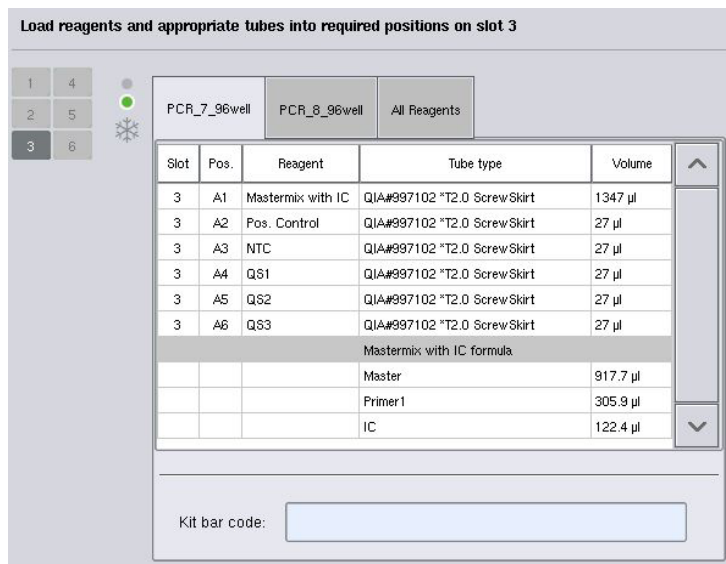 Load reagents and appropriate tubes into required positions on slot 3
1 4
2 5
3 6
PCR_7_96well PCR_8_96well All Reagents
Slot Pos. Reagent Tube type Volume
3 A1 Mastermix with IC QIA#997102 *T2.0 ScrewSkirt 1347 µl
3 A2 Pos. Control QIA#997102 *T2.0 ScrewSkirt 27 µl
3 A3 NTC QIA#997102 *T2.0 ScrewSkirt 27 µl
3 A4 QS1 QIA#997102 *T2.0 ScrewSkirt 27 µl
3 A5 QS2 QIA#997102 *T2.0 ScrewSkirt 27 µl
3 A6 QS3 QIA#997102 *T2.0 ScrewSkirt 27 µl
Mastermix with IC formula
Master 917.7 µl
Primer1 305.9 µl
IC 122.4 µl
Kit bar code: